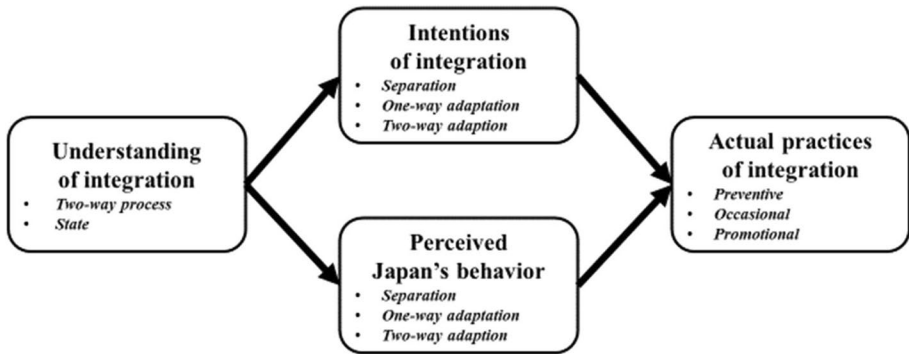 Understanding
of integration
• Two-way process
• State
Intentions
of integration
• Separation
• One-way adaptation
• Two-way adaption
Perceived
Japan's behavior
• Separation
• One-way adaptation
• Two-way adaption
Actual practices
of integration
• Preventive
• Occasional
• Promotional